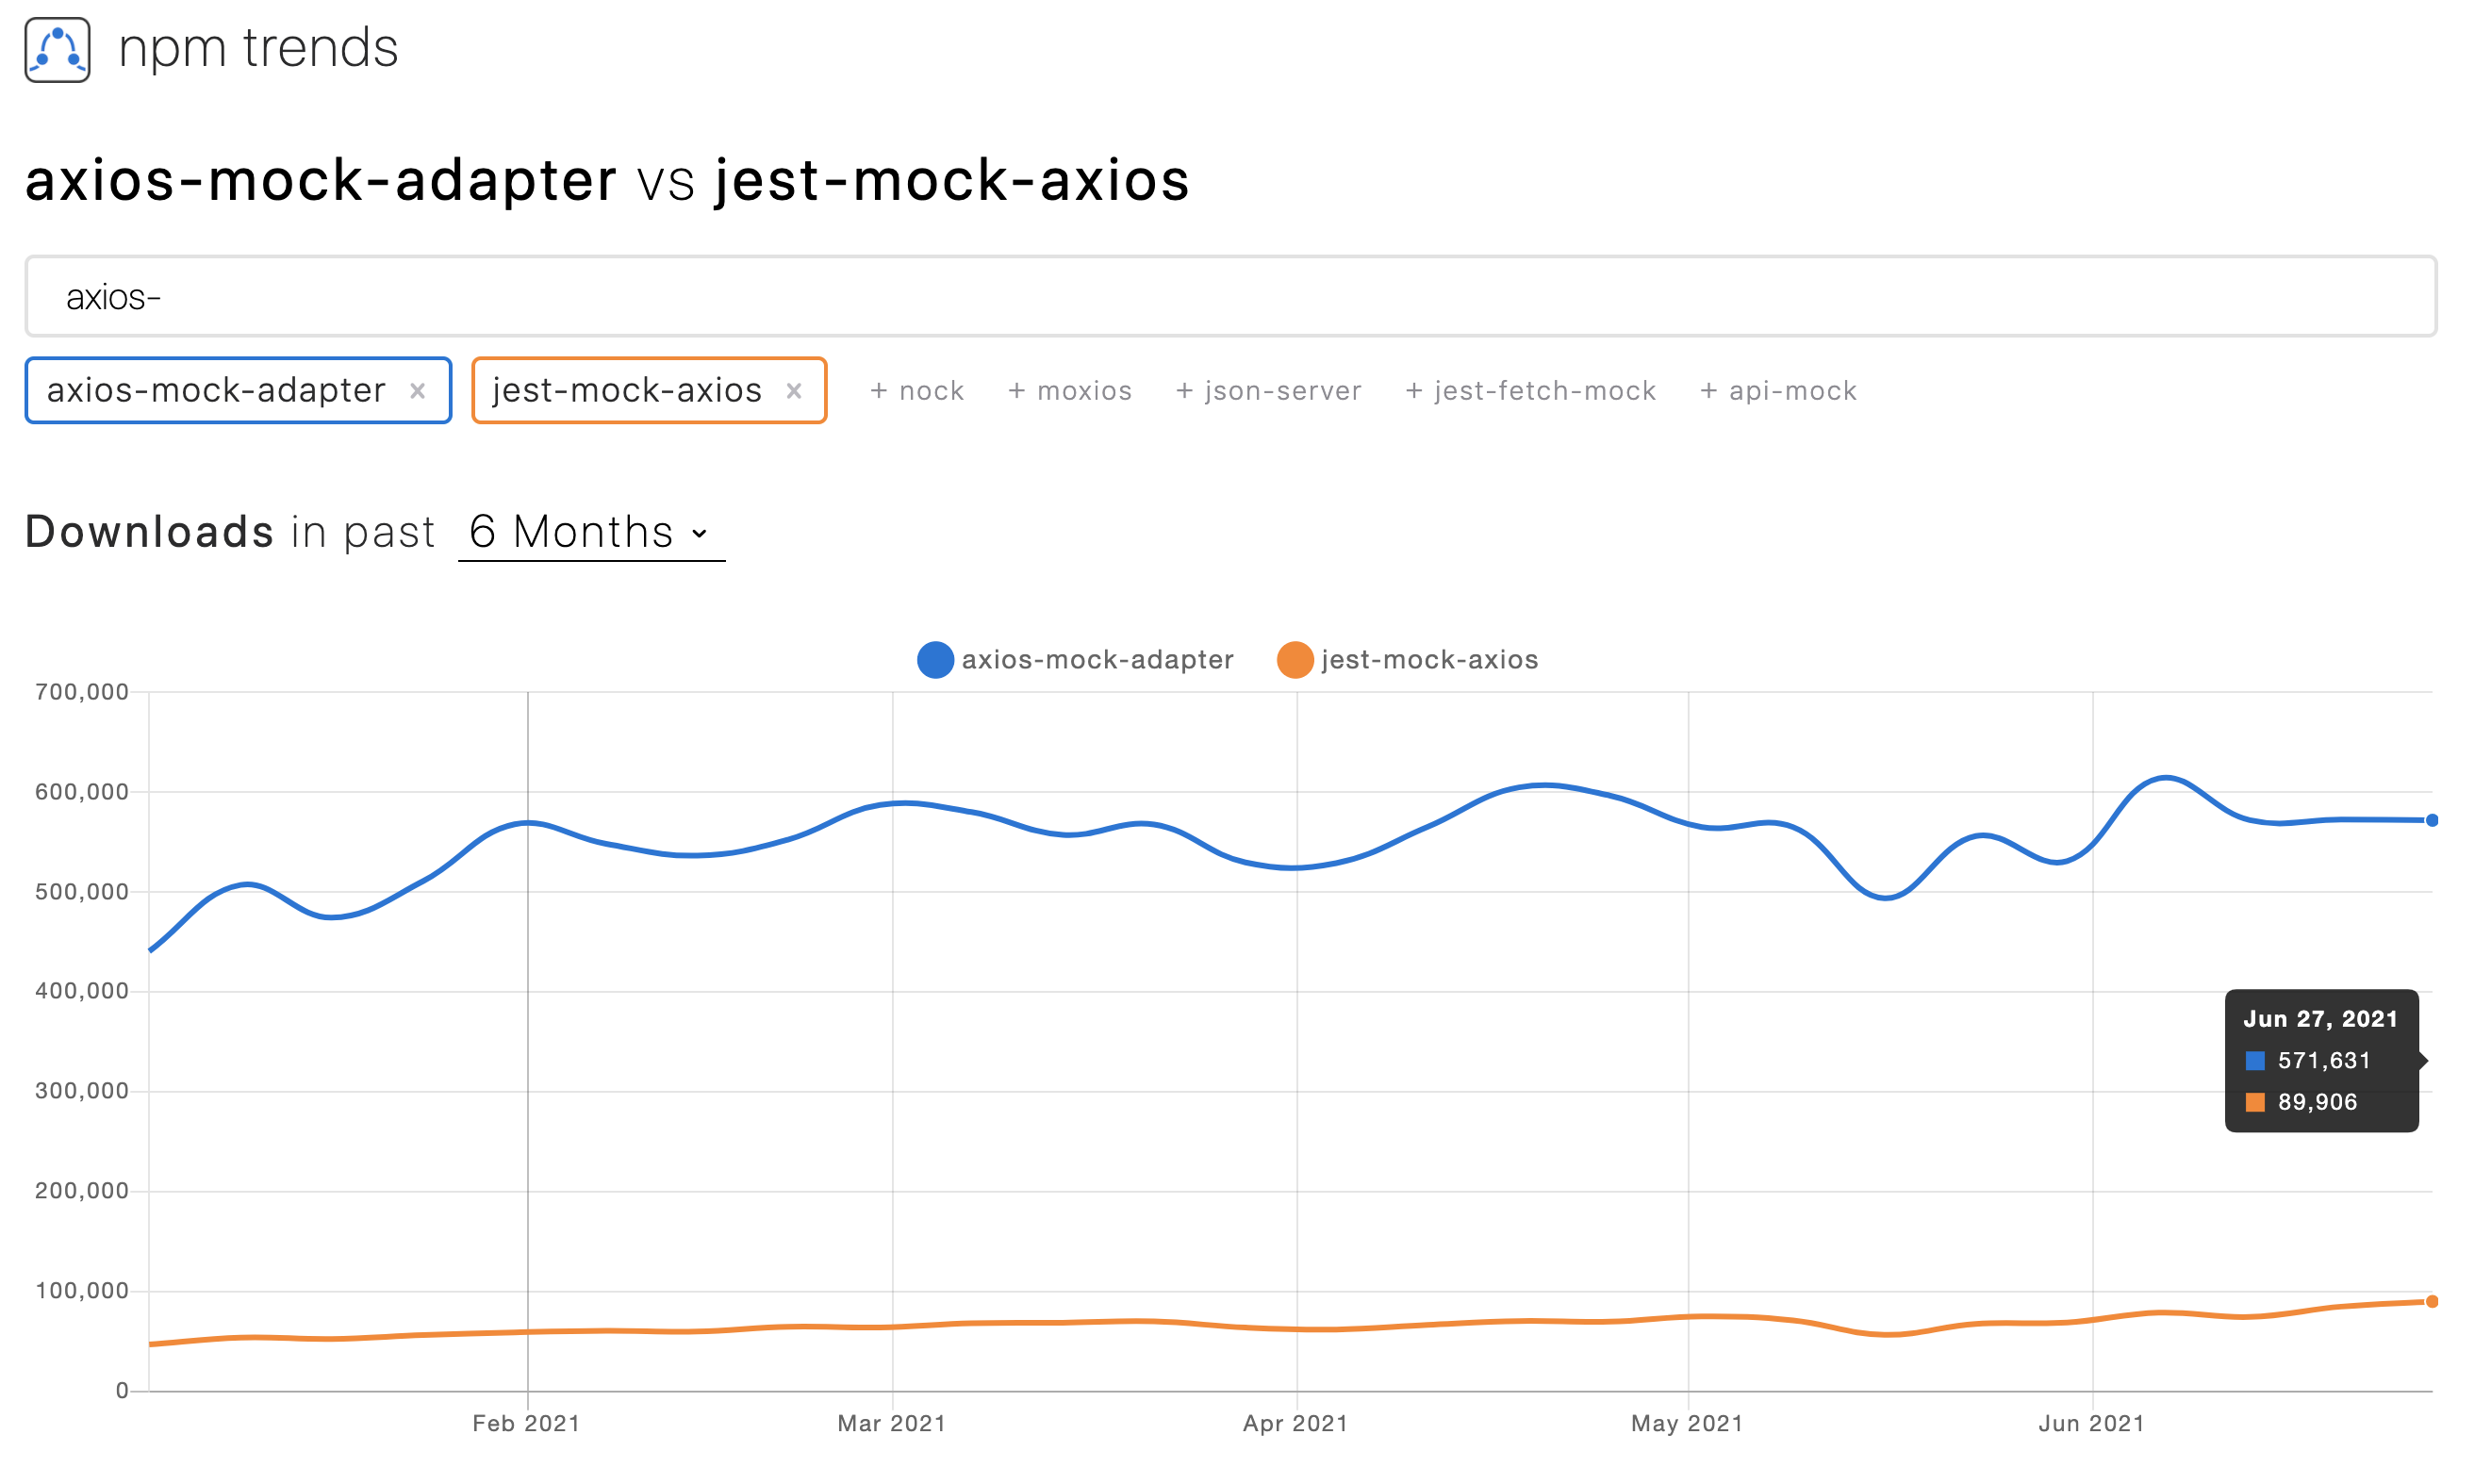 npm trends
axios-mock-adapter vs jest-mock-axios
axios-
axios-mock-adapter × jest-mock-axios × + nock + moxios + json-server + jest-fetch-mock + api-mock
Downloads in past 6 Months
axios-mock-adapter jest-mock-axios
700,000
600,000
500,000
400,000
300,000
200,000
100,000
0
Jun 27, 2021
571,631
89,906
Feb 2021 Mar 2021 Apr 2021 May 2021 Jun 2021